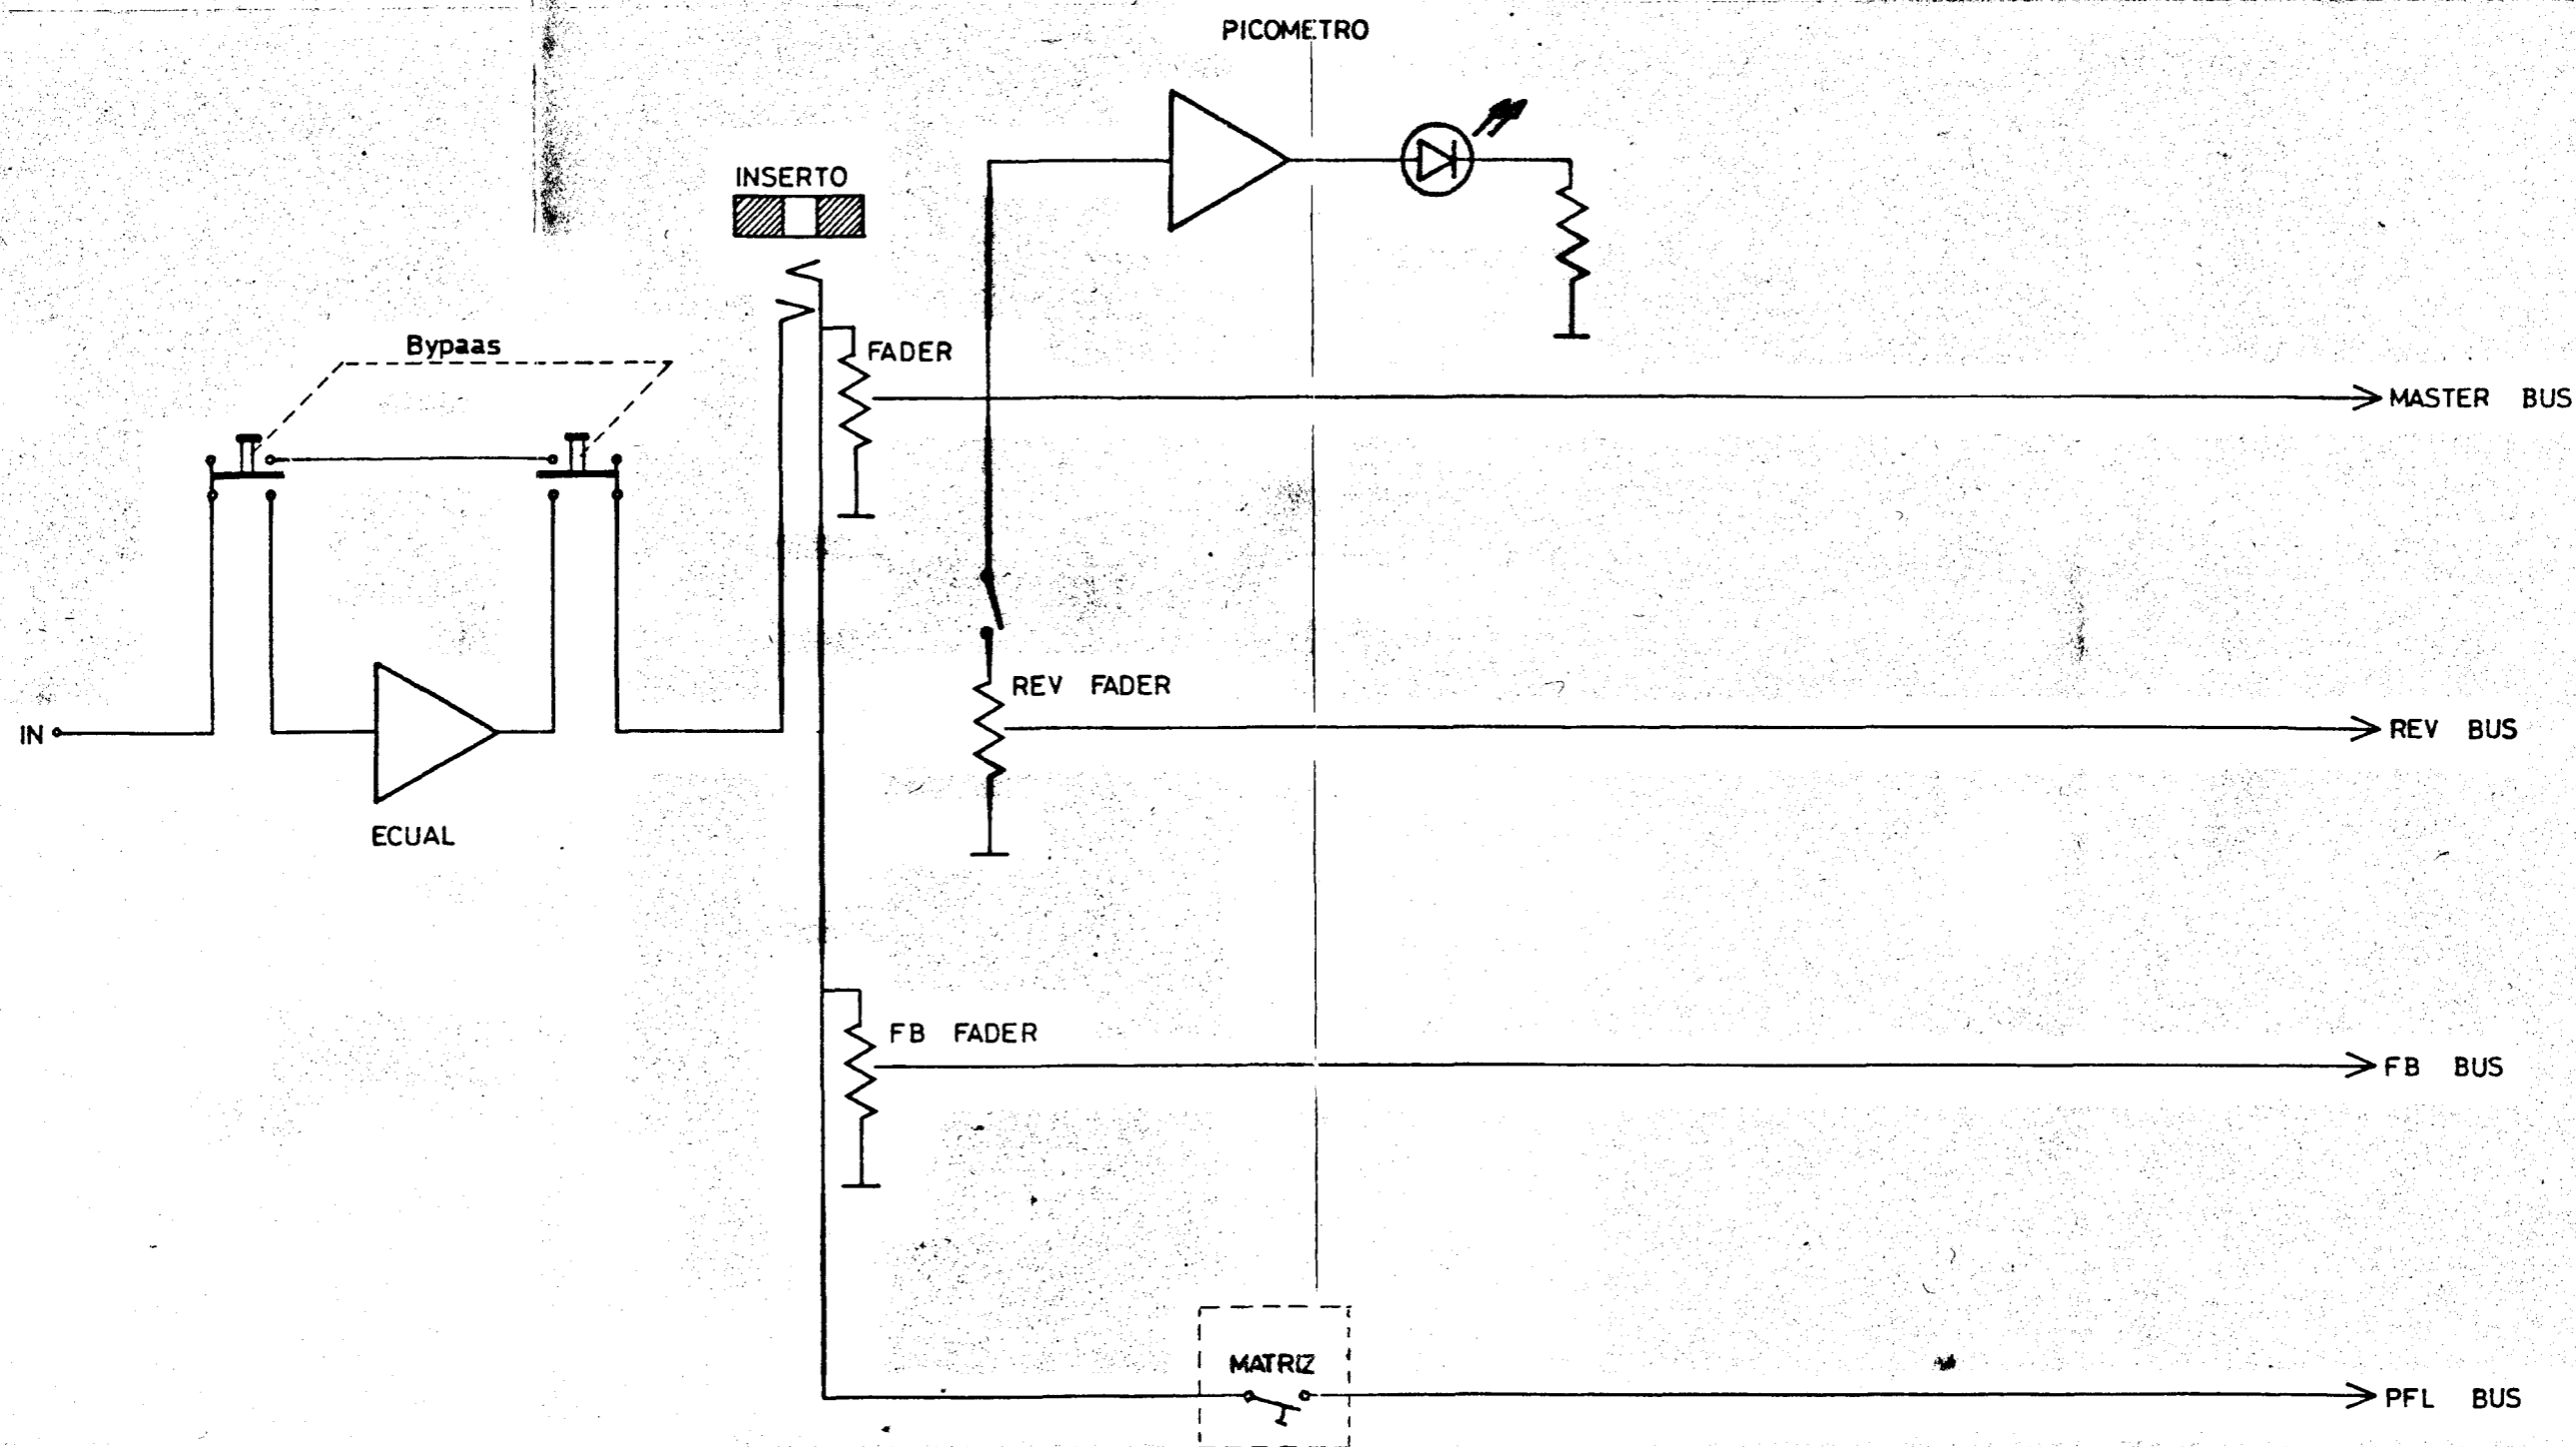 PICOMETRO
INSERTO
Bypaas
FADER
MASTER BUS
REV FADER
IN
REV BUS
ECUAL
FB FADER
FB BUS
MATRIZ
PFL BUS